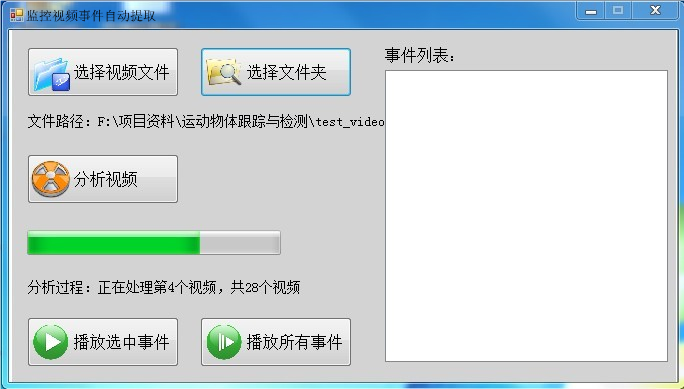 监控视频事件自动提取
选择视频文件
选择文件夹
事件列表：
文件路径：F:\项目资料\运动物体跟踪与检测\test_video
分析视频
分析过程：正在处理第4个视频，共28个视频
播放选中事件
播放所有事件